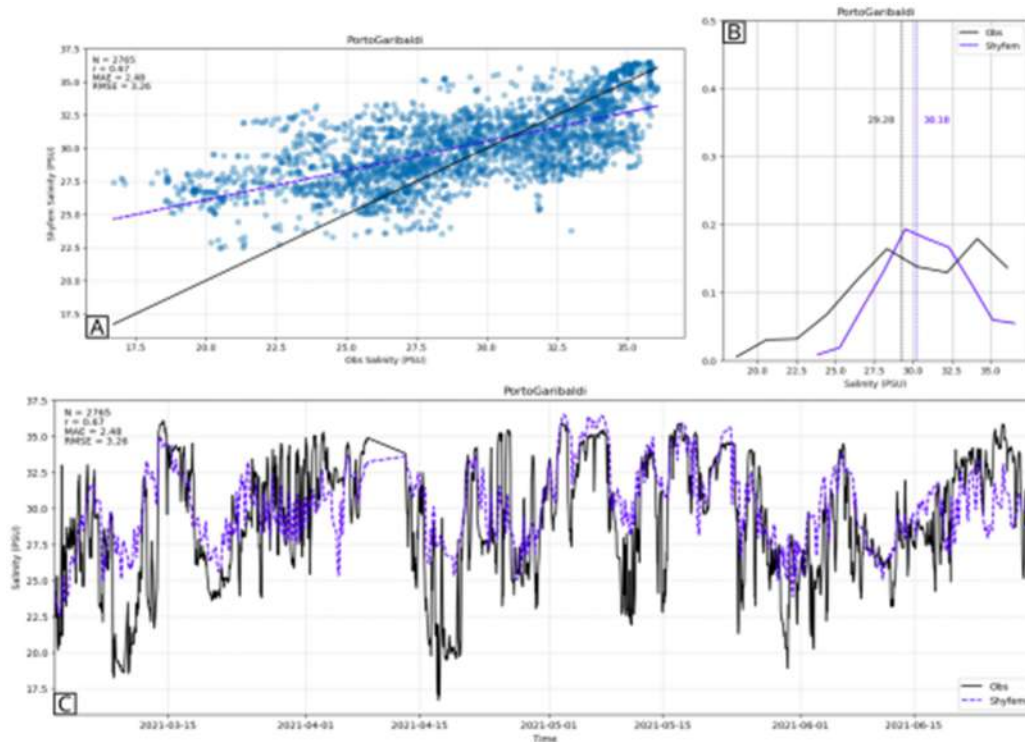 PortoGaribaldi
N = 2765
r = 0.67
MAE = 2.48
RMSE = 3.26
37.5
35.0
32.5
30.0
27.5
25.0
22.5
20.0
17.5
Shyfem Salinity (PSU)
A
17.5 20.0 22.5 25.0 27.5 30.0 32.5 35.0
Obs Salinity (PSU)
PortoGaribaldi
B
Obs
Shyfem
0.5
0.4
0.3
0.2
0.1
0.0
29.28 30.18
20.0 22.5 25.0 27.5 30.0 32.5 35.0
Salinity (PSU)
PortoGaribaldi
N = 2765
r = 0.67
MAE = 2.48
RMSE = 3.26
37.5
35.0
32.5
30.0
27.5
25.0
22.5
20.0
17.5
Salinity (PSU)
C
Obs
Shyfem
2021-03-15 2021-04-01 2021-04-15 2021-05-01 2021-05-15 2021-06-01 2021-06-15
Time